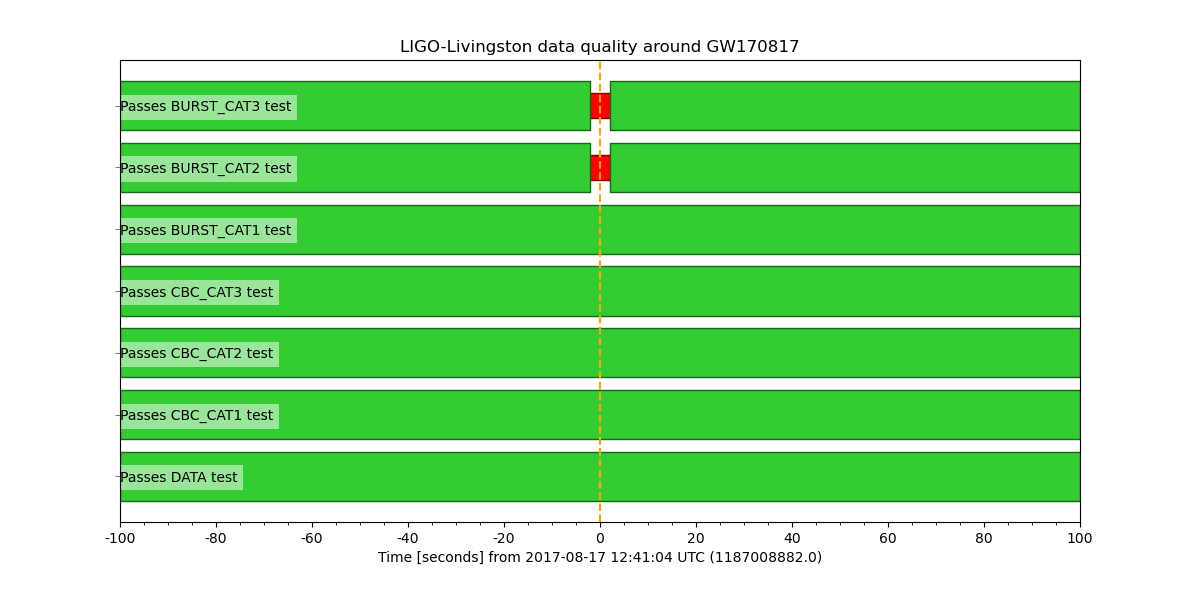 LIGO-Livingston data quality around GW170817
Passes BURST_CAT3 test
Passes BURST_CAT2 test
Passes BURST_CAT1 test
Passes CBC_CAT3 test
Passes CBC_CAT2 test
Passes CBC_CAT1 test
Passes DATA test
-100 -80 -60 -40 -20 0 20 40 60 80 100
Time [seconds] from 2017-08-17 12:41:04 UTC (1187008882.0)